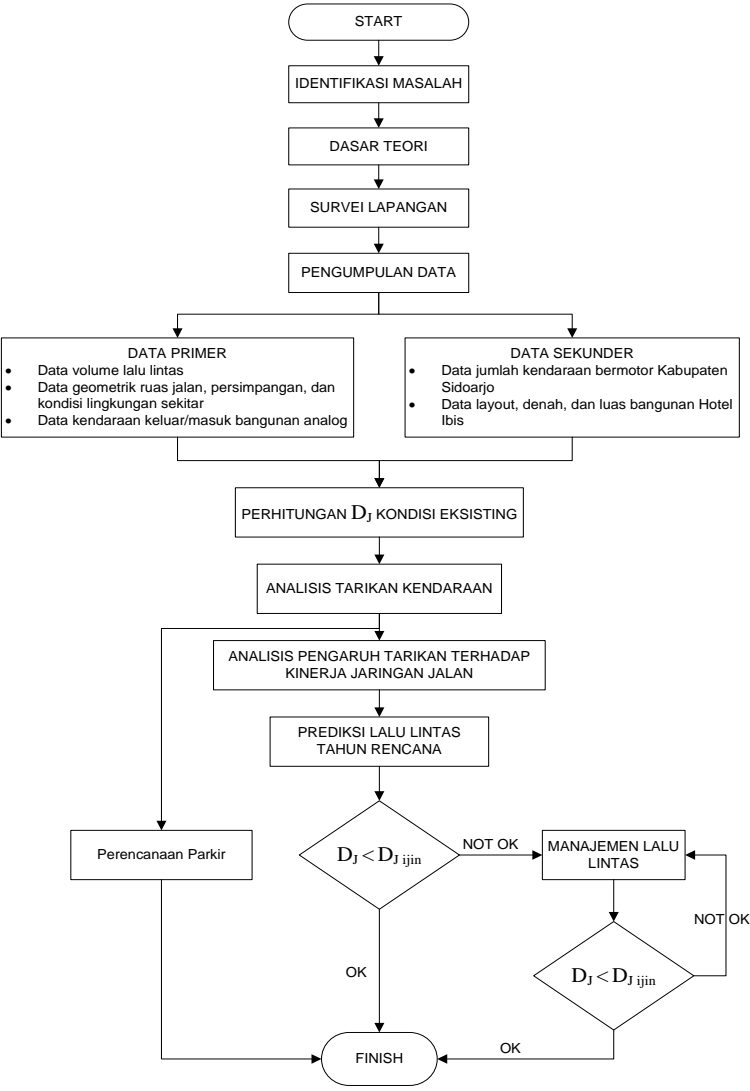 START
IDENTIFIKASI MASALAH
DASAR TEORI
SURVEI LAPANGAN
PENGUMPULAN DATA
DATA PRIMER
• Data volume lalu lintas
• Data geometrik ruas jalan, persimpangan, dan
kondisi lingkungan sekitar
• Data kendaraan keluar/masuk bangunan analog
DATA SEKUNDER
• Data jumlah kendaraan bermotor Kabupaten
Sidoarjo
• Data layout, denah, dan luas bangunan Hotel
Ibis
PERHITUNGAN DJ KONDISI EKSISTING
ANALISIS TARIKAN KENDARAAN
ANALISIS PENGARUH TARIKAN TERHADAP
KINERJA JARINGAN JALAN
PREDIKSI LALU LINTAS
TAHUN RENCANA
Perencanaan Parkir
DJ < DJ ijin
NOT OK
MANAJEMEN LALU
LINTAS
NOT OK
DJ < DJ ijin
OK
OK
FINISH